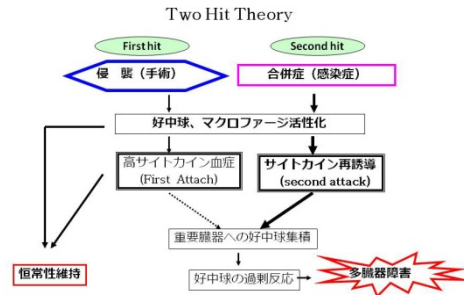 Two Hit Theory
First hit
Second hit
侵 襲（手術）
合併症（感染症）
好中球、マクロファージ活性化
高サイトカイン血症
(First Attach)
サイトカイン再誘導
(second attack)
重要臓器への好中球集積
恒常性維持
好中球の過剰反応
多臓器障害